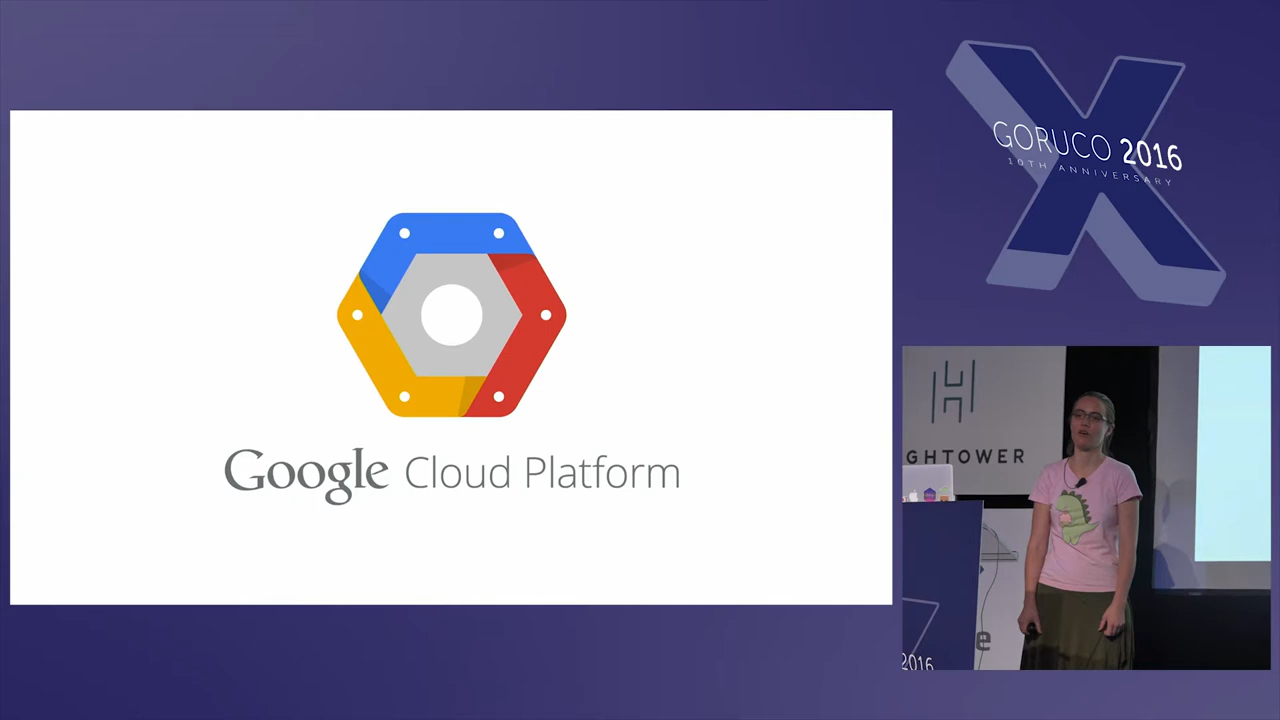 Google Cloud Platform
GORUCO 2016
10TH ANNIVERSARY
GHTOWER
e
2016